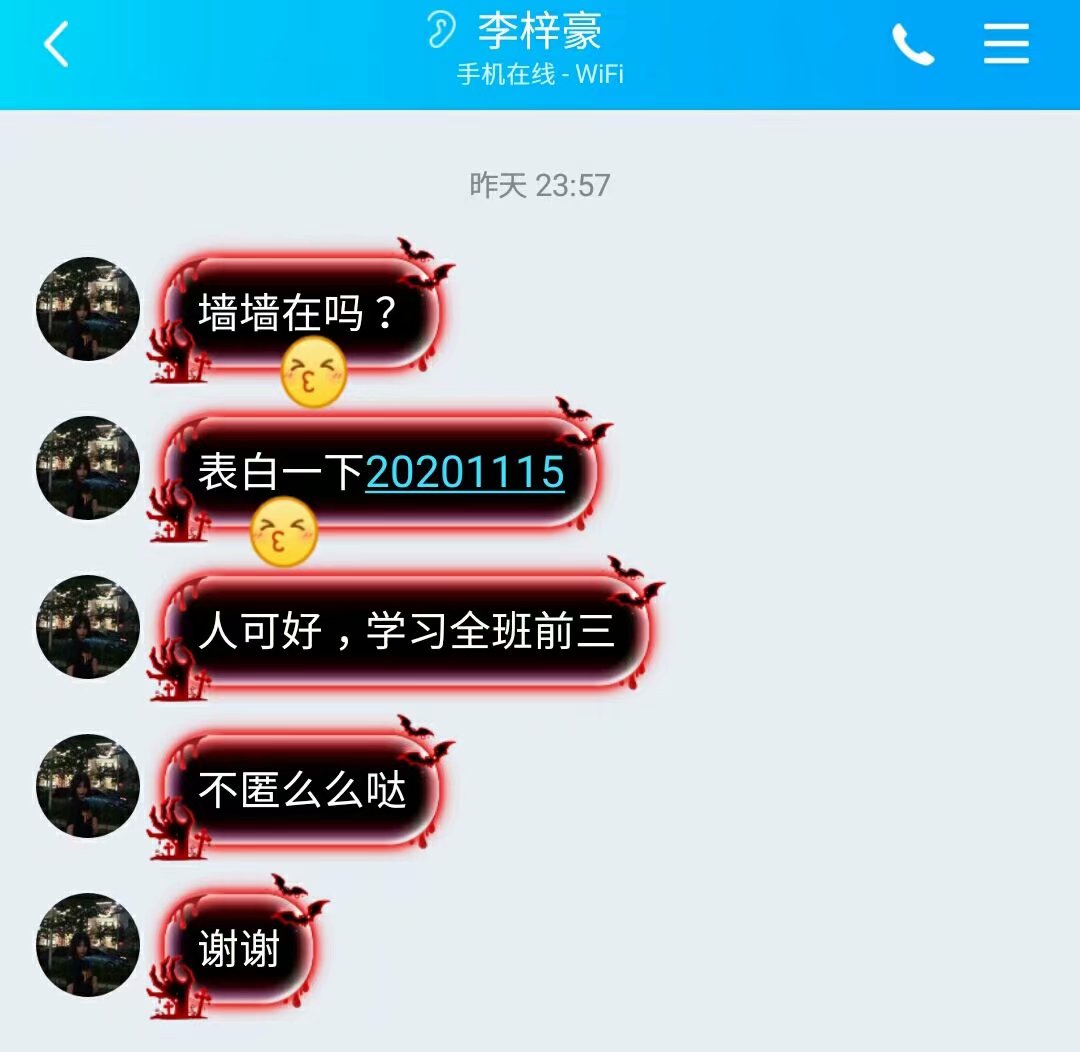 李梓豪
手机在线 - WiFi
昨天 23:57
墙墙在吗？
表白一下20201115
人可好，学习全班前三
不匿么么哒
谢谢